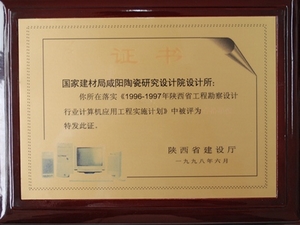 证书
国家建材局咸阳陶瓷研究设计院设计所：
你所在落实《1996-1997年陕西省工程勘察设计
行业计算机应用工程实施计划》中被评为
特发此证。
陕西省建设厅
一九九八年六月